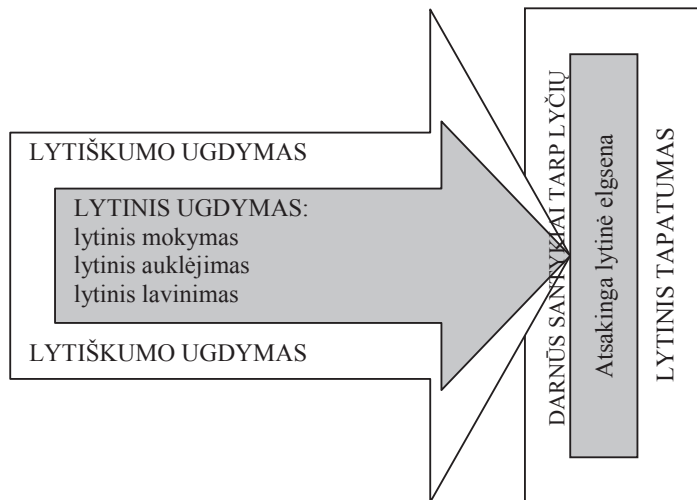 LYTIŠKUMO UGDYMAS
LYTINIS UGDYMAS:
lytinis mokymas
lytinis auklėjimas
lytinis lavinimas
LYTIŠKUMO UGDYMAS
DARNŪS SANTYKIAI TARP LYČIŲ
Atsakinga lytinė elgsena
LYTINIS TAPATUMAS